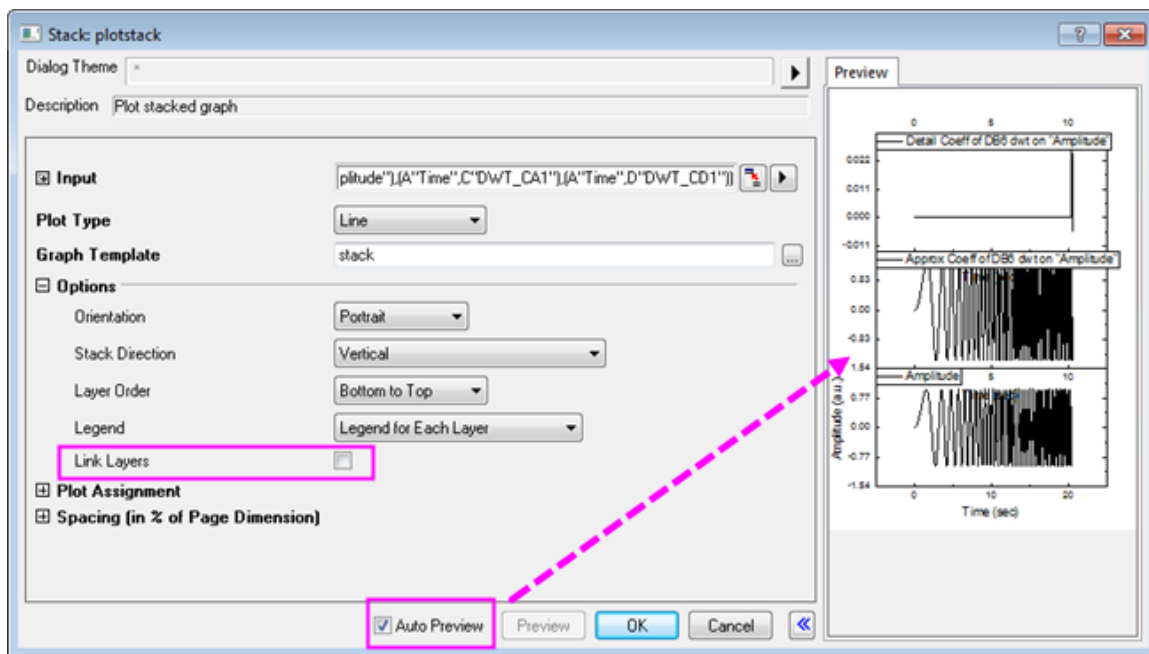 Stack: plotstack
Dialog Theme *
Description Plot stacked graph
Input plitude"),(A"Time",C"DWT_CA1"),(A"Time",D"DWT_CD1"))
Plot Type Line
Graph Template stack ...
Options
Orientation Portrait
Stack Direction Vertical
Layer Order Bottom to Top
Legend Legend for Each Layer
Link Layers
Plot Assignment
Spacing (in % of Page Dimension)
Auto Preview Preview OK Cancel
Preview
0 5 10
Detail Coeff of DB6 dwt on "Amplitude"
0.022
0.011
0.000
-0.011
Approx Coeff of DB6 dwt on "Amplitude"
0.83
0.00
-0.83
1.54 5 10
Amplitude
0.77
0.00
-0.77
-1.54
Amplitude (a.u.)
0 10 20
Time (sec)